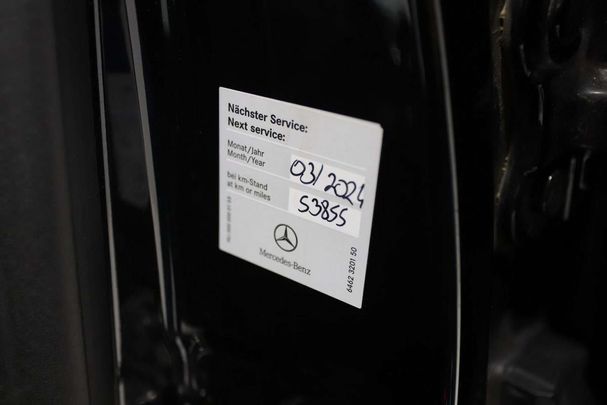 Nächster Service:
Next service:
Monat/Jahr
Month/Year
03/2024
bei km-Stand
at km or miles
53855
Mercedes-Benz
6462 3201 50